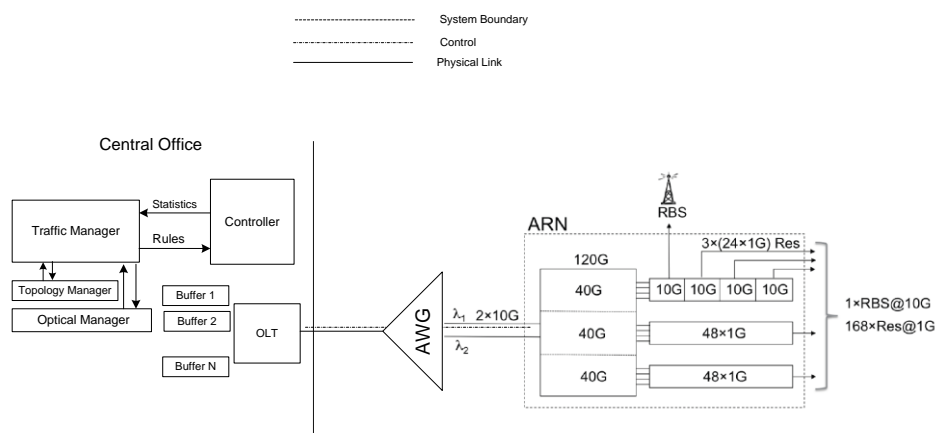 System Boundary
Control
Physical Link
Central Office
Statistics
Controller
Traffic Manager
Rules
Topology Manager
Optical Manager
Buffer 1
Buffer 2
Buffer N
OLT
AWG
λ1 2×10G
λ2
RBS
ARN
3×(24×1G) Res
120G
40G
10G 10G 10G 10G
40G
48×1G
40G
48×1G
1×RBS@10G
168×Res@1G